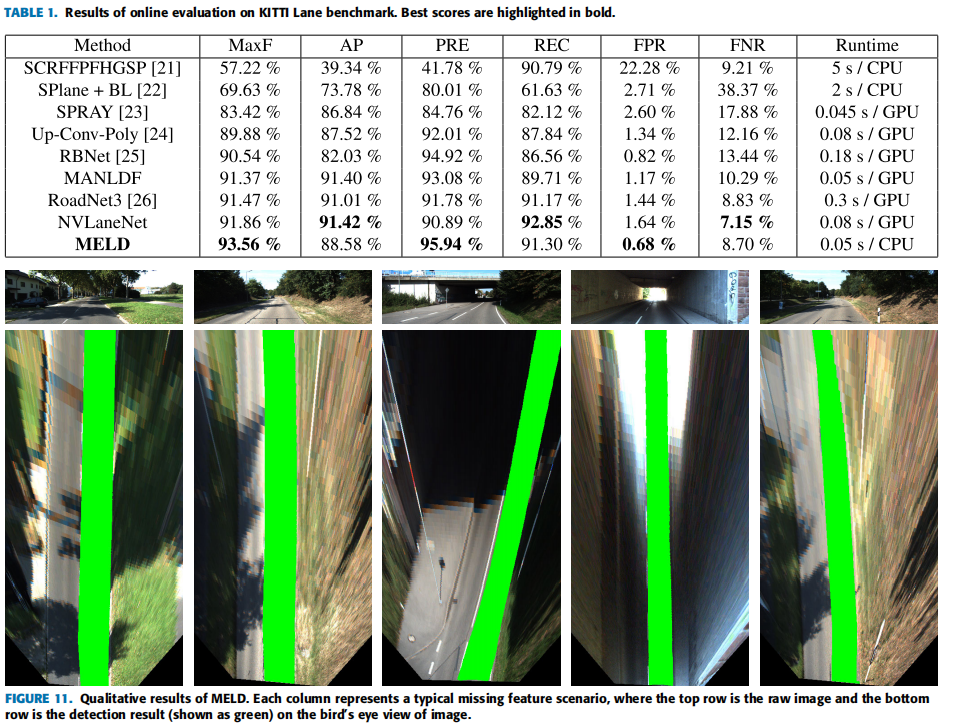 TABLE 1. Results of online evaluation on KITTI Lane benchmark. Best scores are highlighted in bold.
Method MaxF AP PRE REC FPR FNR Runtime
SCRFFPFHGSP [21] 57.22 % 39.34 % 41.78 % 90.79 % 22.28 % 9.21 % 5 s / CPU
SPlane + BL [22] 69.63 % 73.78 % 80.01 % 61.63 % 2.71 % 38.37 % 2 s / CPU
SPRAY [23] 83.42 % 86.84 % 84.76 % 82.12 % 2.60 % 17.88 % 0.045 s / GPU
Up-Conv-Poly [24] 89.88 % 87.52 % 92.01 % 87.84 % 1.34 % 12.16 % 0.08 s / GPU
RBNet [25] 90.54 % 82.03 % 94.92 % 86.56 % 0.82 % 13.44 % 0.18 s / GPU
MANLDF 91.37 % 91.40 % 93.08 % 89.71 % 1.17 % 10.29 % 0.05 s / GPU
RoadNet3 [26] 91.47 % 91.01 % 91.78 % 91.17 % 1.44 % 8.83 % 0.3 s / GPU
NVLaneNet 91.86 % 91.42 % 90.89 % 92.85 % 1.64 % 7.15 % 0.08 s / GPU
MELD 93.56 % 88.58 % 95.94 % 91.30 % 0.68 % 8.70 % 0.05 s / CPU
FIGURE 11. Qualitative results of MELD. Each column represents a typical missing feature scenario, where the top row is the raw image and the bottom
row is the detection result (shown as green) on the bird's eye view of image.